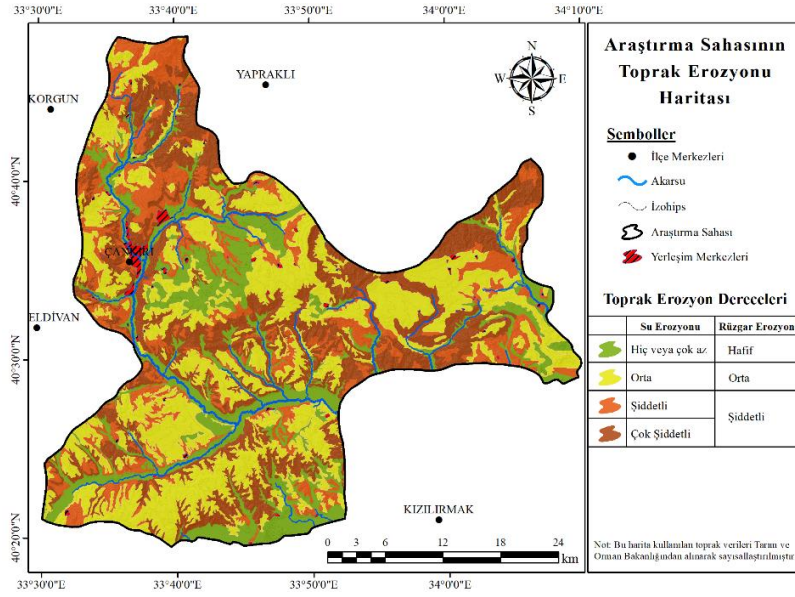 33°30'0"E 33°40'0"E 33°50'0"E 34°0'0"E 34°10'0"E
40°40'0"N
40°30'0"N
40°20'0"N
KORGUN
YAPRAKLI
ÇANKIRI
ELDİVAN
KIZILIRMAK
N
W E
S
0 3 6 12 18 24
km
33°30'0"E 33°40'0"E 33°50'0"E 34°0'0"E
Araştırma Sahasının
Toprak Erozyonu
Haritası
Semboller
İlçe Merkezleri
Akarsu
İzohips
Araştırma Sahası
Yerleşim Merkezleri
Toprak Erozyon Dereceleri
Su Erozyonu Rüzgar Erozyon
Hiç veya çok az Hafif
Orta Orta
Şiddetli Şiddetli
Çok Şiddetli
Not: Bu harita kullanılan toprak verileri Tarım ve
Orman Bakanlığından alınarak sayısallaştırılmıştır